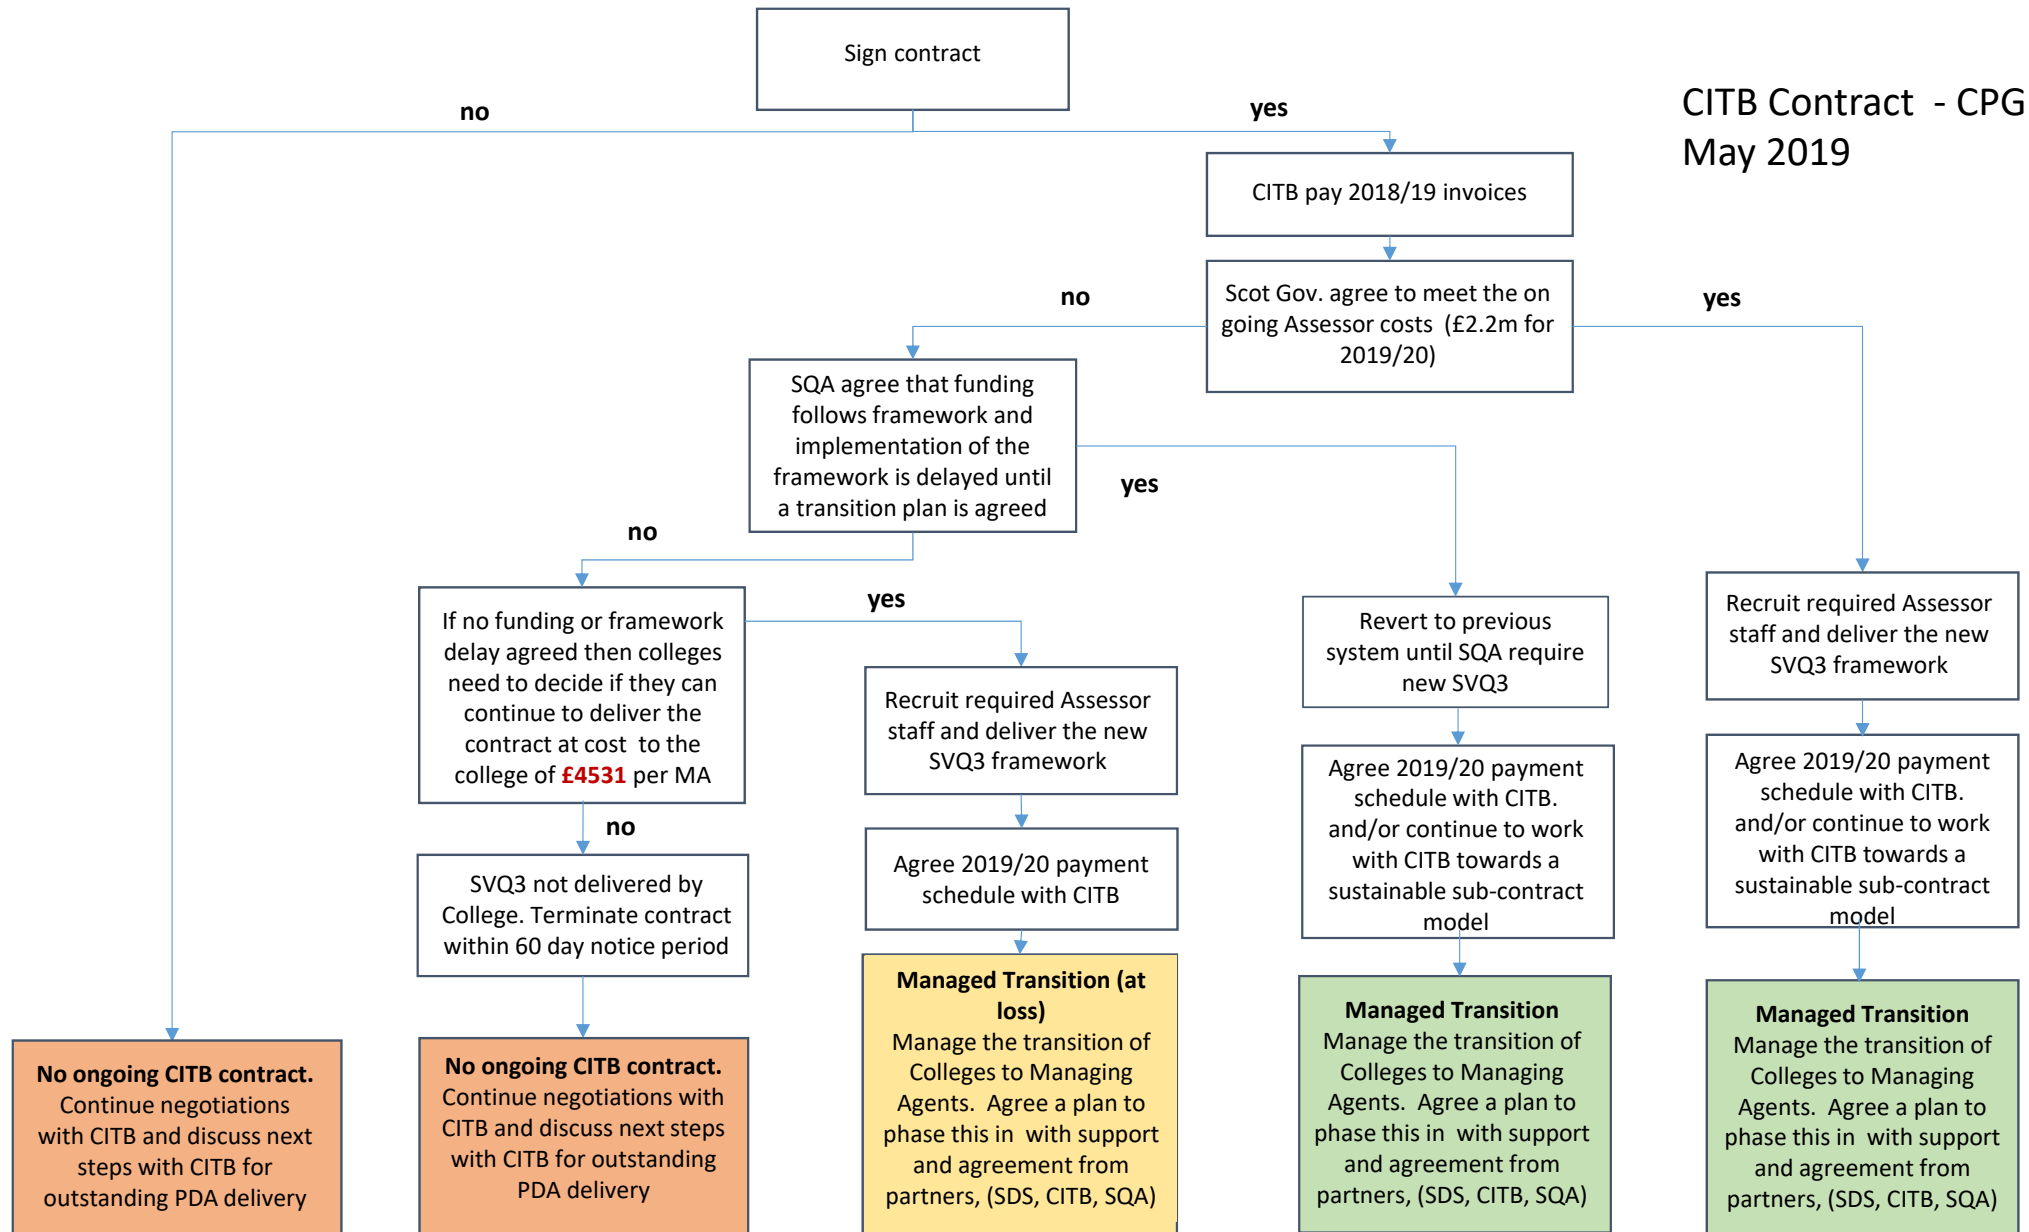 Sign contract
CITB Contract  - CPG
May 2019
no
yes
CITB pay 2018/19 invoices
Scot Gov. agree to meet the on
going Assessor costs  (£2.2m for
2019/20)
no
yes
SQA agree that funding
follows framework and
implementation of the
framework is delayed until
a transition plan is agreed
yes
no
If no funding or framework
delay agreed then colleges
need to decide if they can
continue to deliver the
contract at cost  to the
college of £4531 per MA
yes
no
Recruit required Assessor
staff and deliver the new
SVQ3 framework
Revert to previous
system until SQA require
new SVQ3
Recruit required Assessor
staff and deliver the new
SVQ3 framework
SVQ3 not delivered by
College. Terminate contract
within 60 day notice period
Agree 2019/20 payment
schedule with CITB
Agree 2019/20 payment
schedule with CITB.
and/or continue to work
with CITB towards a
sustainable sub-contract
model
Agree 2019/20 payment
schedule with CITB.
and/or continue to work
with CITB towards a
sustainable sub-contract
model
No ongoing CITB contract.
Continue negotiations
with CITB and discuss next
steps with CITB for
outstanding PDA delivery
No ongoing CITB contract.
Continue negotiations with
CITB and discuss next steps
with CITB for outstanding
PDA delivery
Managed Transition (at
loss)
Manage the transition of
Colleges to Managing
Agents.  Agree a plan to
phase this in  with support
and agreement from
partners, (SDS, CITB, SQA)
Managed Transition
Manage the transition of
Colleges to Managing
Agents.  Agree a plan to
phase this in  with support
and agreement from
partners, (SDS, CITB, SQA)
Managed Transition
Manage the transition of
Colleges to Managing
Agents.  Agree a plan to
phase this in  with support
and agreement from
partners, (SDS, CITB, SQA)